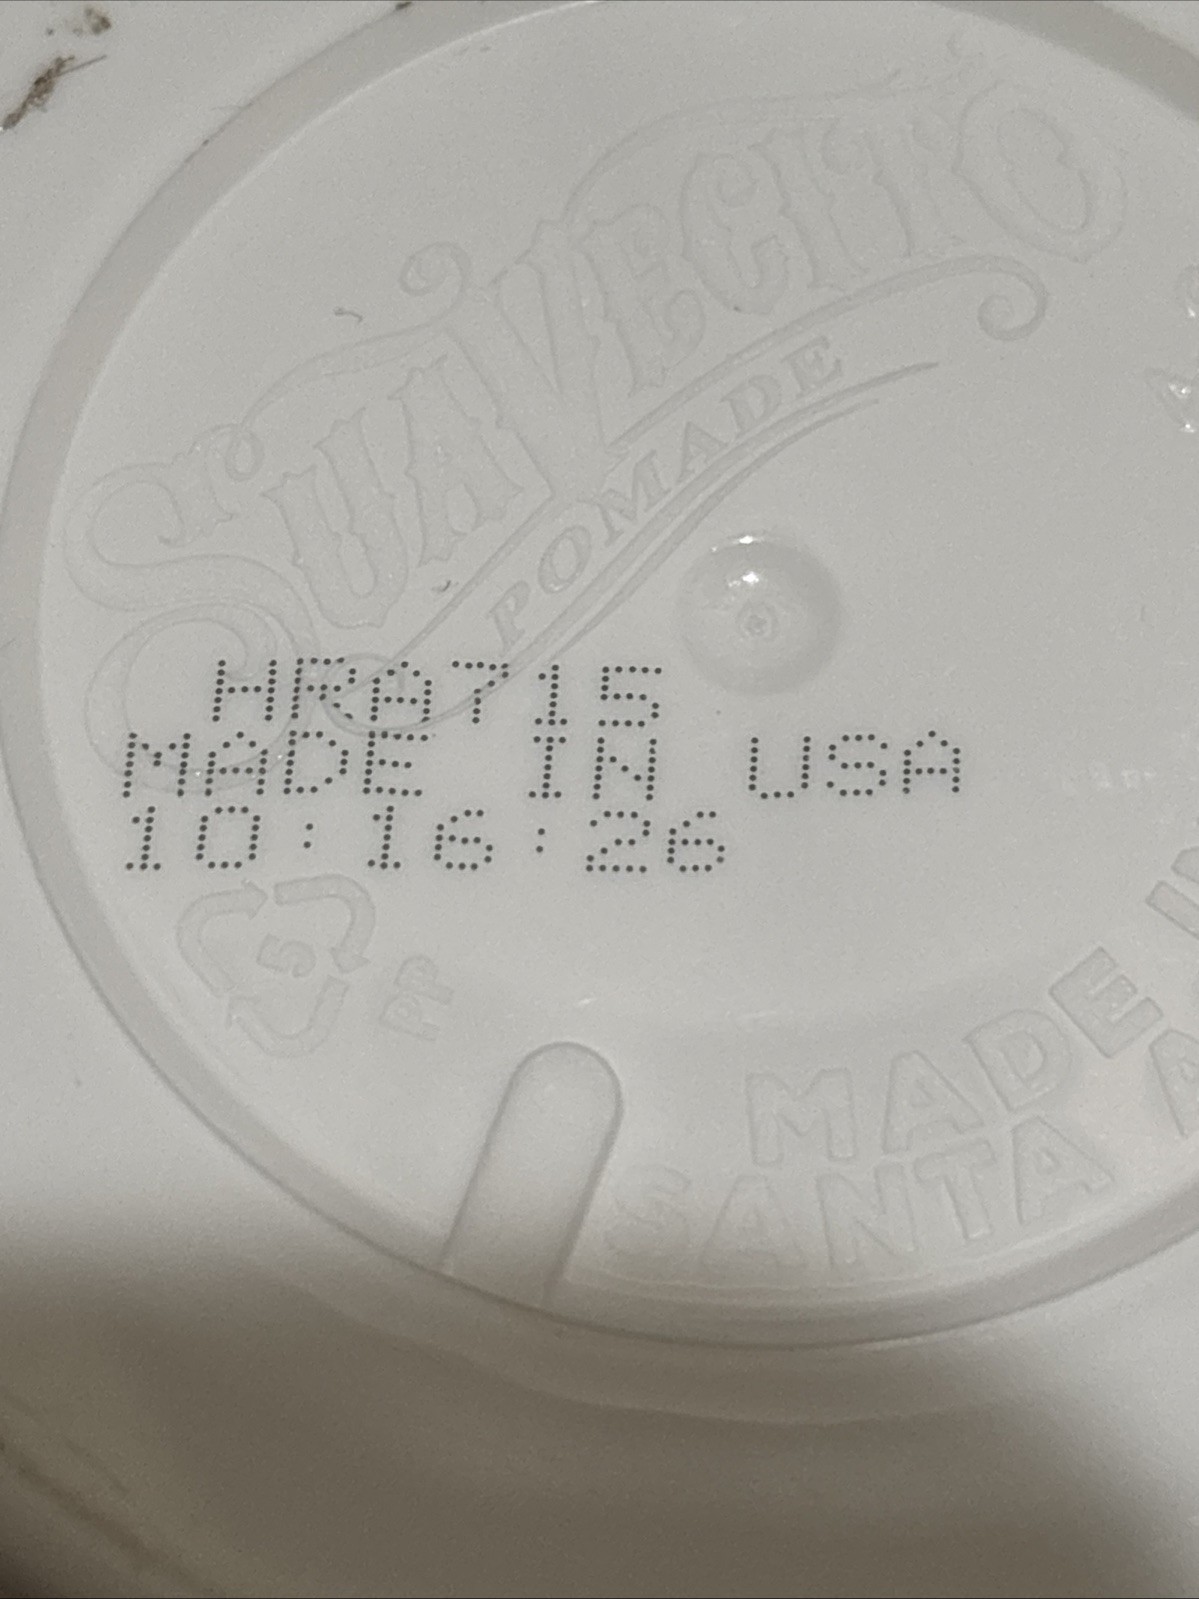 SUAVECITO
POMADE
HRA715
MADE IN USA
10:16:26
5
PP
MADE
SANTA